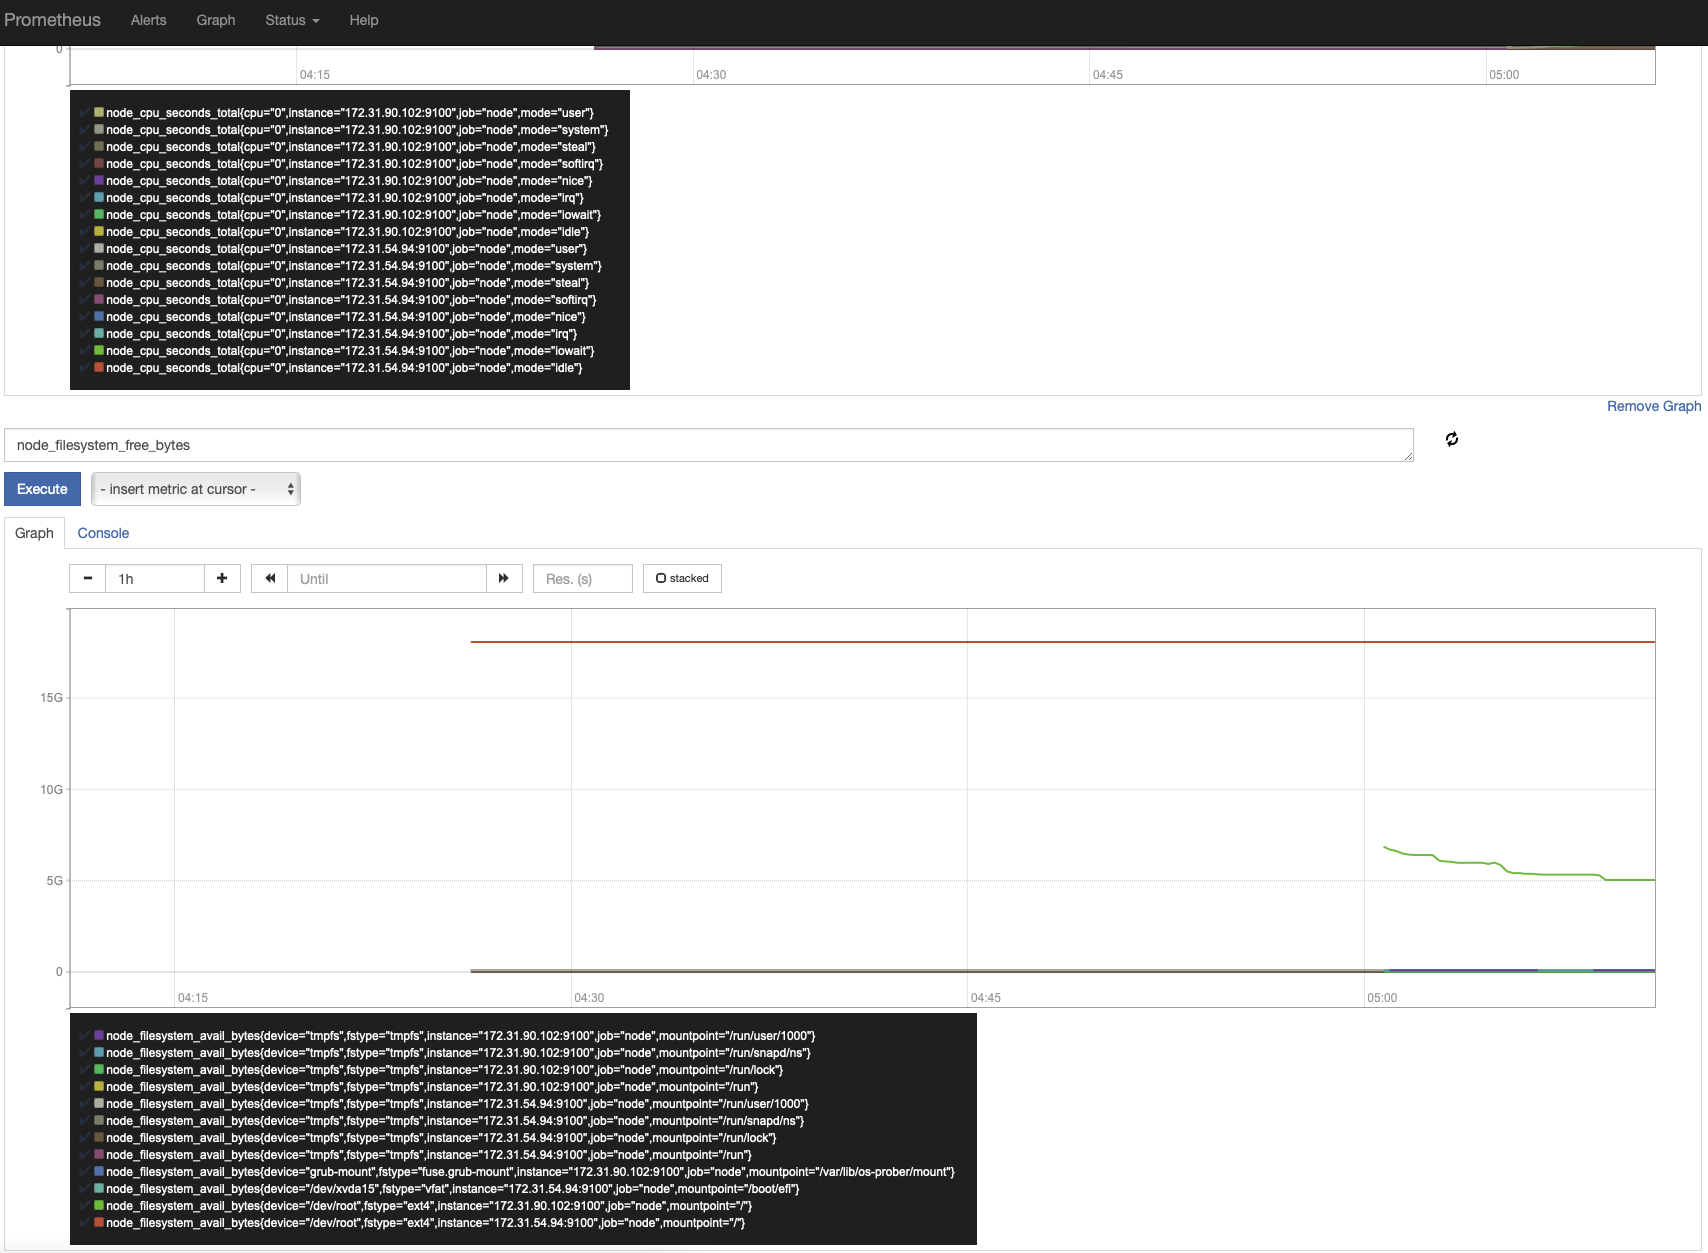 Prometheus Alerts Graph Status Help
0
04:15 04:30 04:45 05:00
node_cpu_seconds_total{cpu="0",instance="172.31.90.102:9100",job="node",mode="user"}
node_cpu_seconds_total{cpu="0",instance="172.31.90.102:9100",job="node",mode="system"}
node_cpu_seconds_total{cpu="0",instance="172.31.90.102:9100",job="node",mode="steal"}
node_cpu_seconds_total{cpu="0",instance="172.31.90.102:9100",job="node",mode="softirq"}
node_cpu_seconds_total{cpu="0",instance="172.31.90.102:9100",job="node",mode="nice"}
node_cpu_seconds_total{cpu="0",instance="172.31.90.102:9100",job="node",mode="irq"}
node_cpu_seconds_total{cpu="0",instance="172.31.90.102:9100",job="node",mode="iowait"}
node_cpu_seconds_total{cpu="0",instance="172.31.90.102:9100",job="node",mode="idle"}
node_cpu_seconds_total{cpu="0",instance="172.31.54.94:9100",job="node",mode="user"}
node_cpu_seconds_total{cpu="0",instance="172.31.54.94:9100",job="node",mode="system"}
node_cpu_seconds_total{cpu="0",instance="172.31.54.94:9100",job="node",mode="steal"}
node_cpu_seconds_total{cpu="0",instance="172.31.54.94:9100",job="node",mode="softirq"}
node_cpu_seconds_total{cpu="0",instance="172.31.54.94:9100",job="node",mode="nice"}
node_cpu_seconds_total{cpu="0",instance="172.31.54.94:9100",job="node",mode="irq"}
node_cpu_seconds_total{cpu="0",instance="172.31.54.94:9100",job="node",mode="iowait"}
node_cpu_seconds_total{cpu="0",instance="172.31.54.94:9100",job="node",mode="idle"}
Remove Graph
node_filesystem_free_bytes
Execute - insert metric at cursor -
Graph Console
1h Until Res. (s) stacked
15G
10G
5G
0
04:15 04:30 04:45 05:00
node_filesystem_avail_bytes{device="tmpfs",fstype="tmpfs",instance="172.31.90.102:9100",job="node",mountpoint="/run/user/1000"}
node_filesystem_avail_bytes{device="tmpfs",fstype="tmpfs",instance="172.31.90.102:9100",job="node",mountpoint="/run/snapd/ns"}
node_filesystem_avail_bytes{device="tmpfs",fstype="tmpfs",instance="172.31.90.102:9100",job="node",mountpoint="/run/lock"}
node_filesystem_avail_bytes{device="tmpfs",fstype="tmpfs",instance="172.31.90.102:9100",job="node",mountpoint="/run"}
node_filesystem_avail_bytes{device="tmpfs",fstype="tmpfs",instance="172.31.54.94:9100",job="node",mountpoint="/run/user/1000"}
node_filesystem_avail_bytes{device="tmpfs",fstype="tmpfs",instance="172.31.54.94:9100",job="node",mountpoint="/run/snapd/ns"}
node_filesystem_avail_bytes{device="tmpfs",fstype="tmpfs",instance="172.31.54.94:9100",job="node",mountpoint="/run/lock"}
node_filesystem_avail_bytes{device="tmpfs",fstype="tmpfs",instance="172.31.54.94:9100",job="node",mountpoint="/run"}
node_filesystem_avail_bytes{device="grub-mount",fstype="fuse.grub-mount",instance="172.31.90.102:9100",job="node",mountpoint="/var/lib/os-prober/mount"}
node_filesystem_avail_bytes{device="/dev/xvda15",fstype="vfat",instance="172.31.54.94:9100",job="node",mountpoint="/boot/efi"}
node_filesystem_avail_bytes{device="/dev/root",fstype="ext4",instance="172.31.90.102:9100",job="node",mountpoint="/"}
node_filesystem_avail_bytes{device="/dev/root",fstype="ext4",instance="172.31.54.94:9100",job="node",mountpoint="/"}